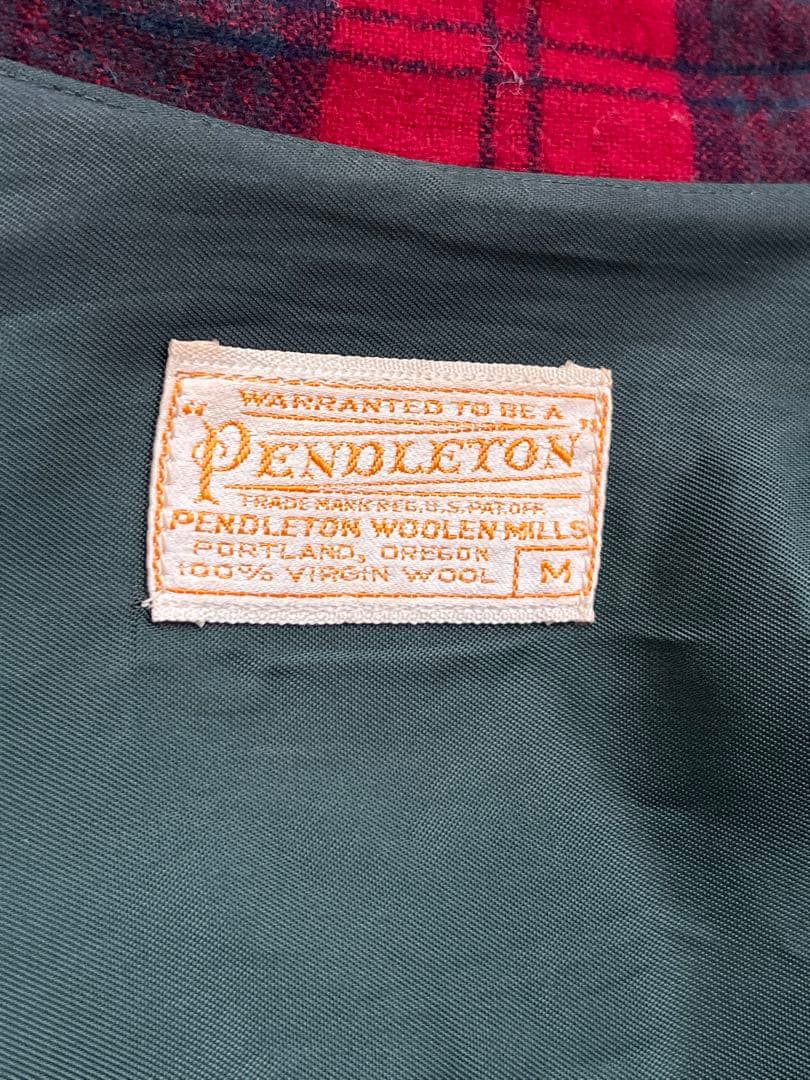 WARRANTED TO BE A
"PENDLETON"
TRADE MARK REG. U.S. PAT. OFF.
PENDLETON WOOLEN MILLS
PORTLAND, OREGON
100% VIRGIN WOOL M